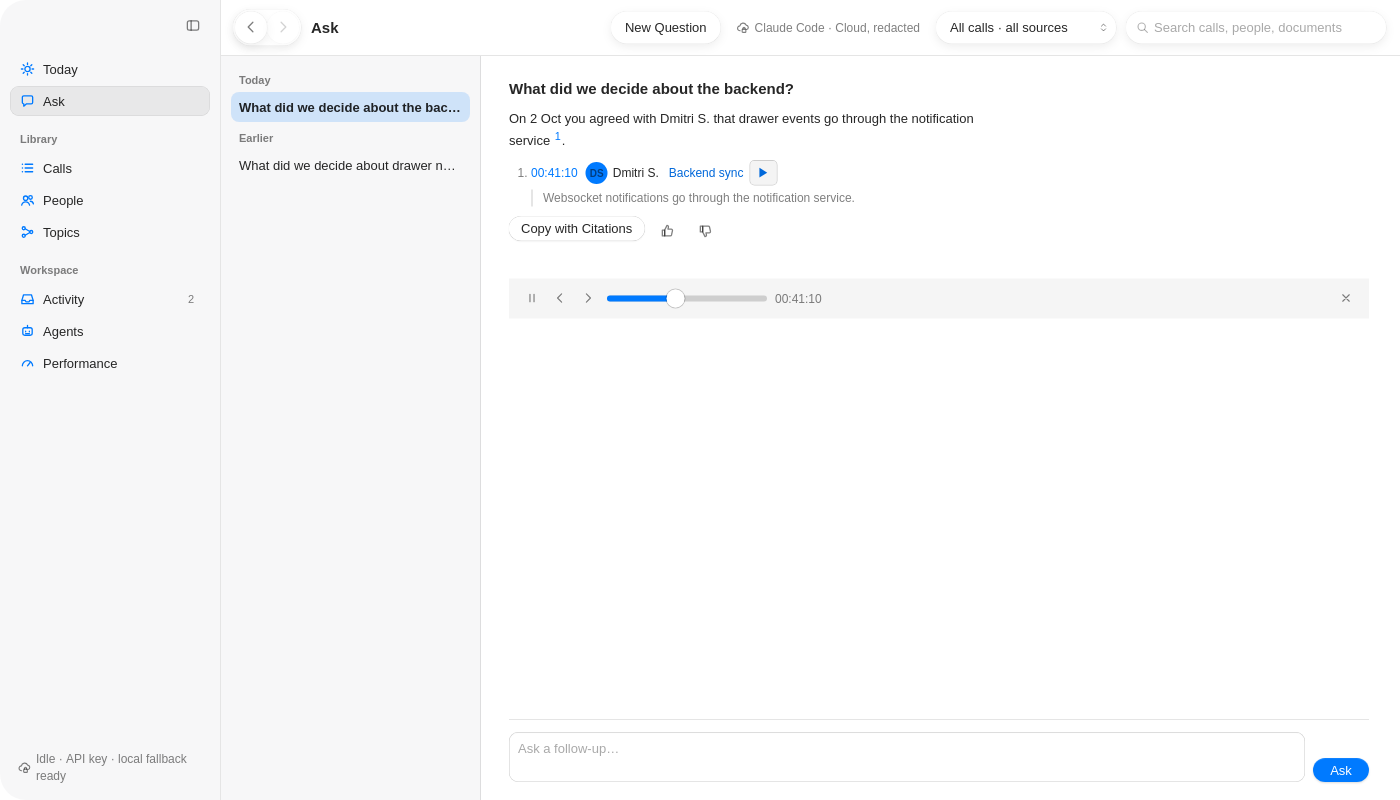 Ask
New Question
Claude Code · Cloud, redacted
All calls · all sources
Search calls, people, documents
Today
Ask
Library
Calls
People
Topics
Workspace
Activity 2
Agents
Performance
Idle · API key · local fallback
ready
Today
What did we decide about the bac…
Earlier
What did we decide about drawer n…
What did we decide about the backend?
On 2 Oct you agreed with Dmitri S. that drawer events go through the notification
service 1.
1. 00:41:10 DS Dmitri S. Backend sync
Websocket notifications go through the notification service.
Copy with Citations
00:41:10
Ask a follow-up…
Ask